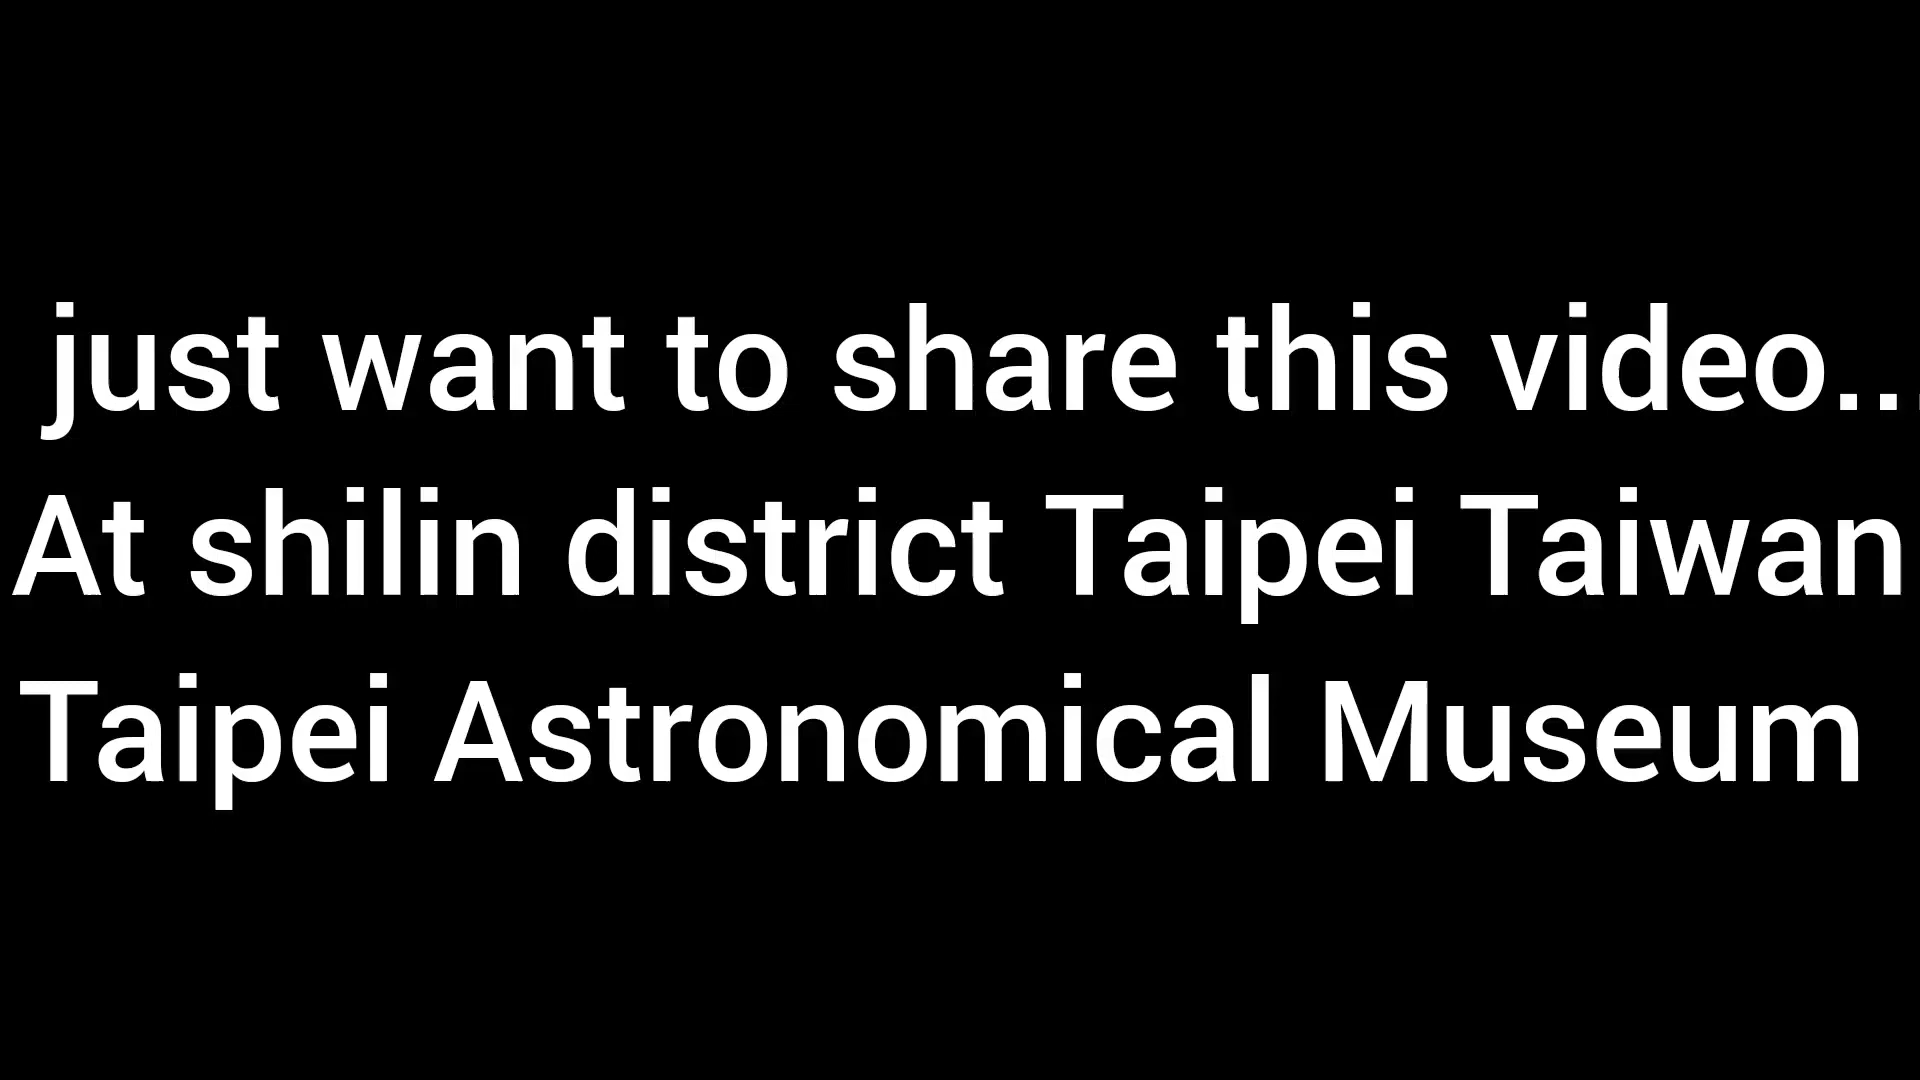 just want to share this video...
At shilin district Taipei Taiwan
Taipei Astronomical Museum